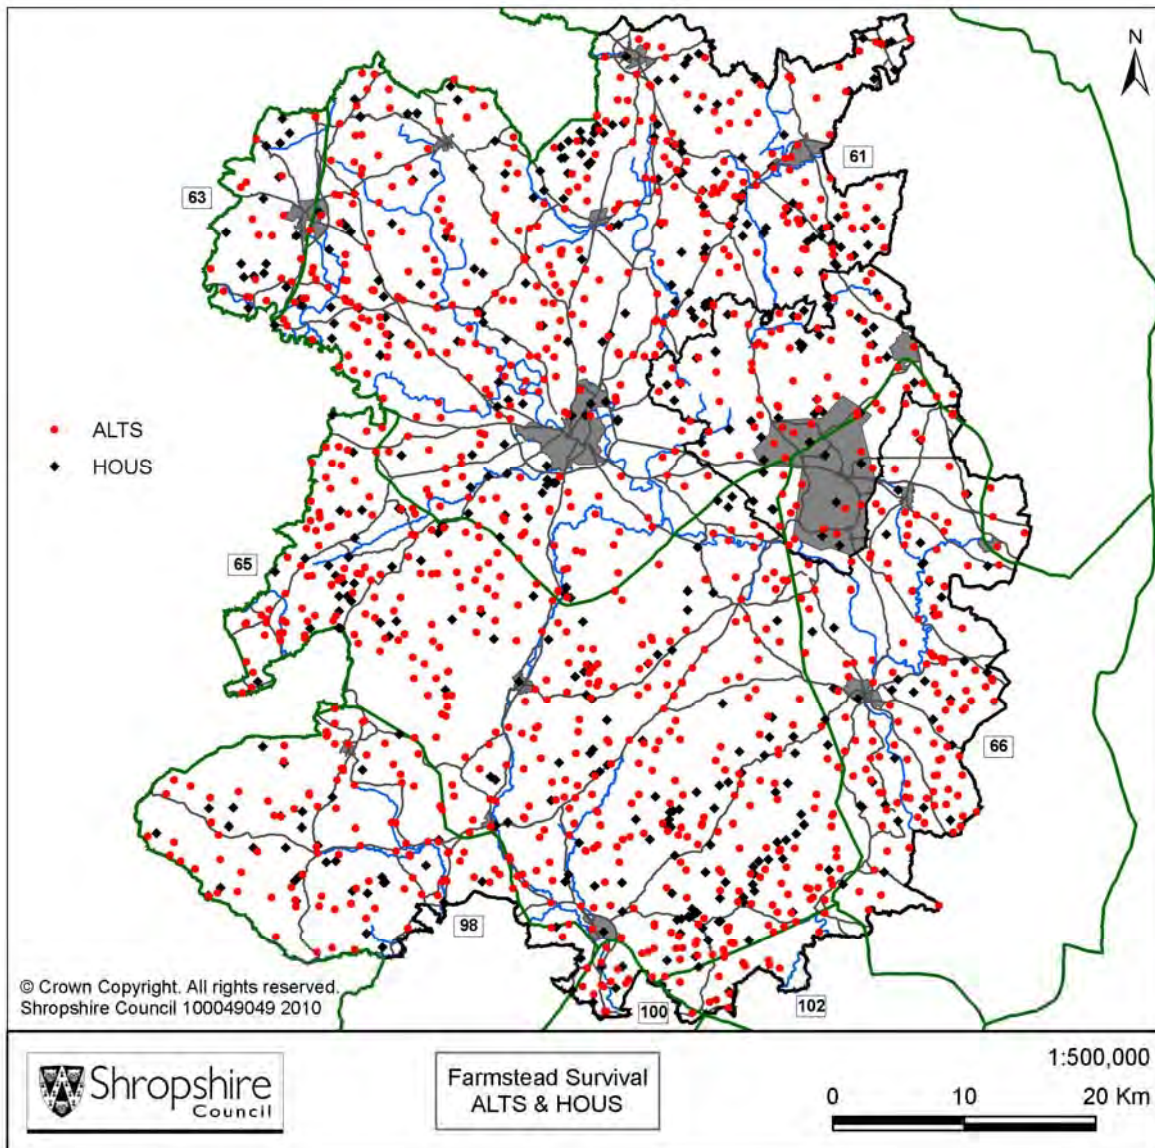 N
61
63
ALTS
HOUS
65
66
98
100
102
© Crown Copyright. All rights reserved.
Shropshire Council 100049049 2010
Shropshire
Council
Farmstead Survival
ALTS & HOUS
1:500,000
0 10 20 Km